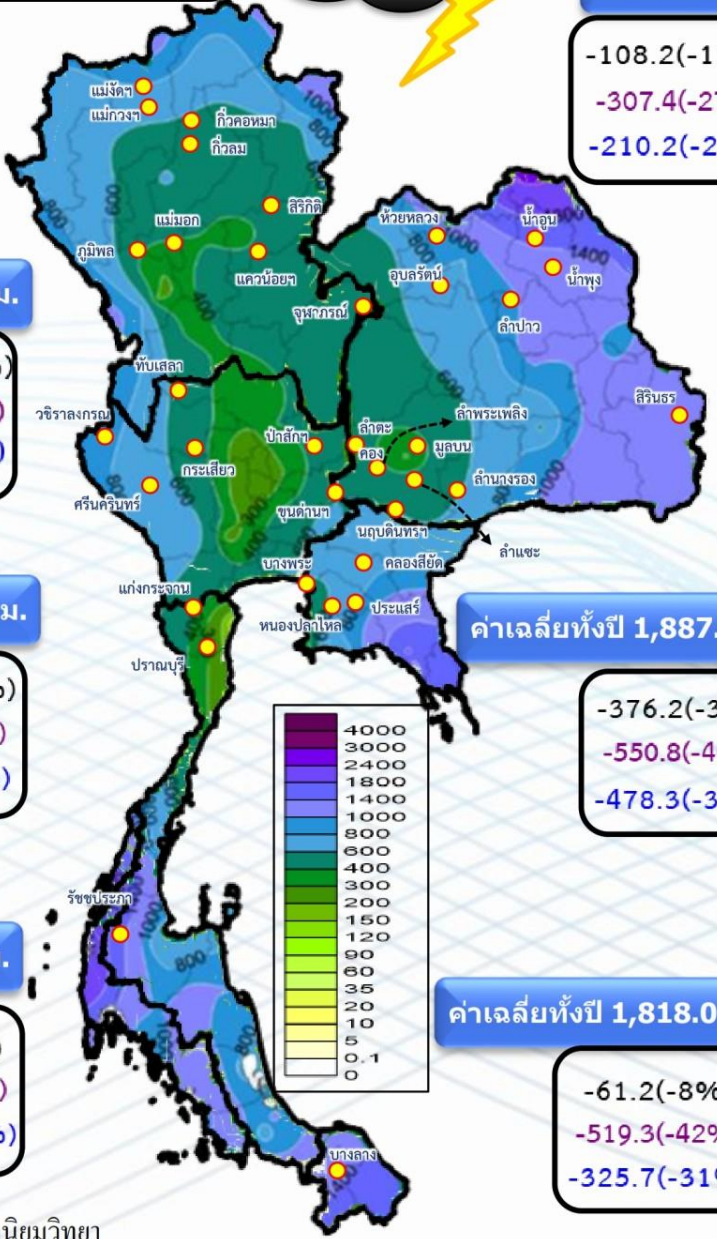 -108.2(-1
-307.4(-27
-210.2(-2
แม่งัดฯ
แม่กวงฯ
กิ่วคอหมา
กิ่วลม
สิริกิติ์
แม่มอก
ภูมิพล
แควน้อยฯ
ห้วยหลวง
น้ำอูน
อุบลรัตน์
น้ำพุง
จุฬาภรณ์
ลำปาว
ม.
ทับเสลา
วชิราลงกรณ
ป่าสักฯ
ลำตะ
คอง
ลำพระเพลิง
มูลบน
สิรินธร
กระเสียว
ศรีนครินทร์
ขุนด่านฯ
ลำนางรอง
นฤบดินทรฯ
ลำแชะ
บางพระ
คลองสียัด
แก่งกระจาน
หนองปลาไหล
ประแสร์
ม.
ปราณบุรี
ค่าเฉลี่ยทั้งปี 1,887.
-376.2(-3
-550.8(-4
-478.3(-3
4000
3000
2400
1800
1400
1000
800
600
400
300
200
150
120
90
60
35
20
10
5
0.1
0
รัชชประภา
ค่าเฉลี่ยทั้งปี 1,818.0
-61.2(-8%
-519.3(-42%
-325.7(-31%
บางลาง
นิยมวิทยา